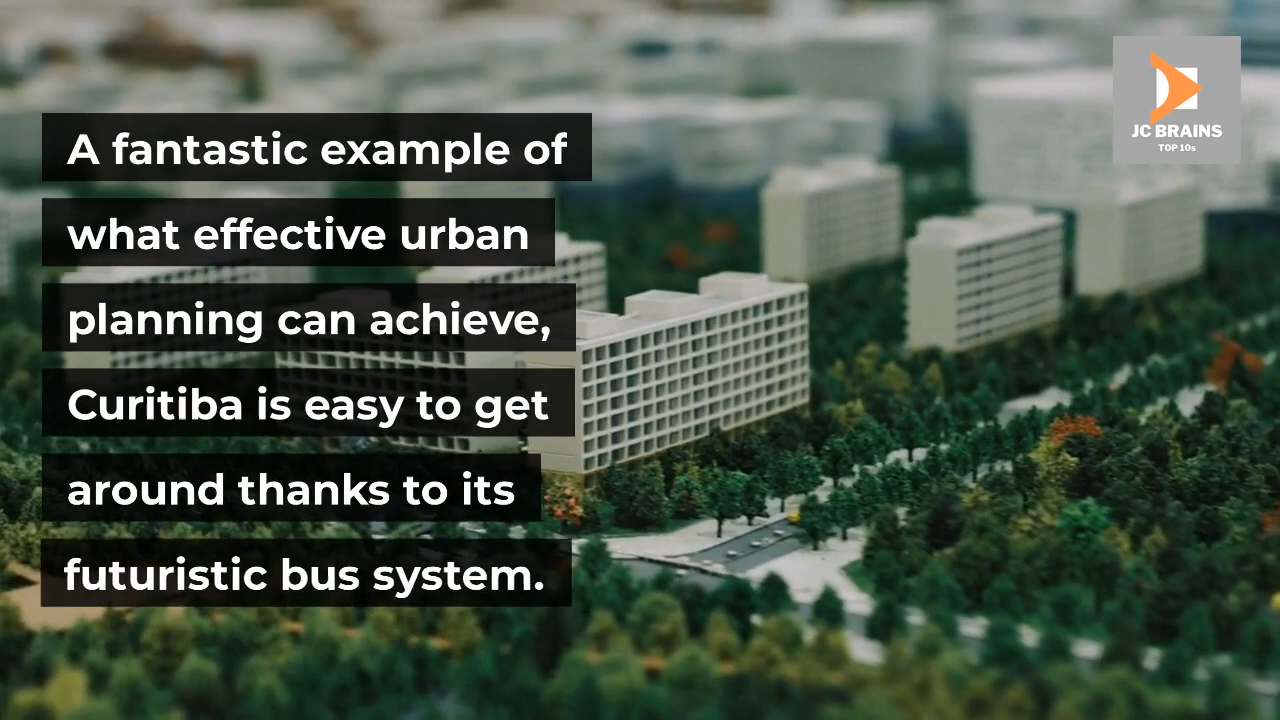 A fantastic example of
what effective urban
planning can achieve,
Curitiba is easy to get
around thanks to its
futuristic bus system.
JC BRAINS
TOP 10s